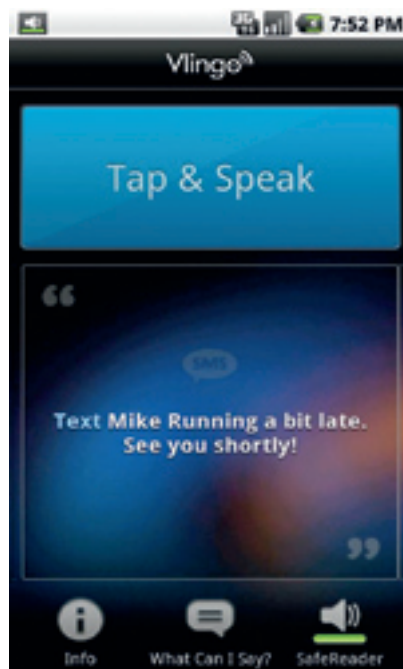 7:52 PM
Vlingo
Tap & Speak
“
SMS
Text Mike Running a bit late.
See you shortly!
”
Info What Can I Say? SafeReader